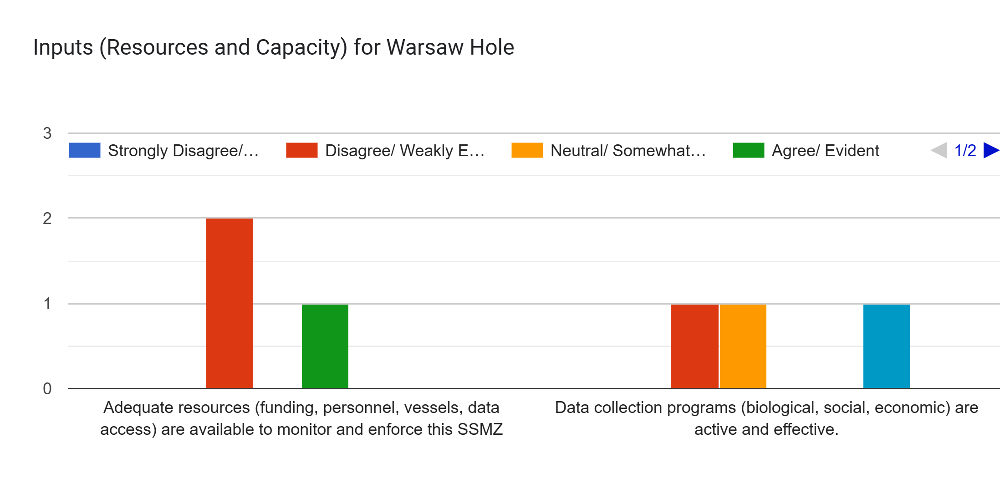 Inputs (Resources and Capacity) for Warsaw Hole
3
Strongly Disagree/… Disagree/ Weakly E… Neutral/ Somewhat… Agree/ Evident 1/2
2
1
0
Adequate resources (funding, personnel, vessels, data
access) are available to monitor and enforce this SSMZ
Data collection programs (biological, social, economic) are
active and effective.